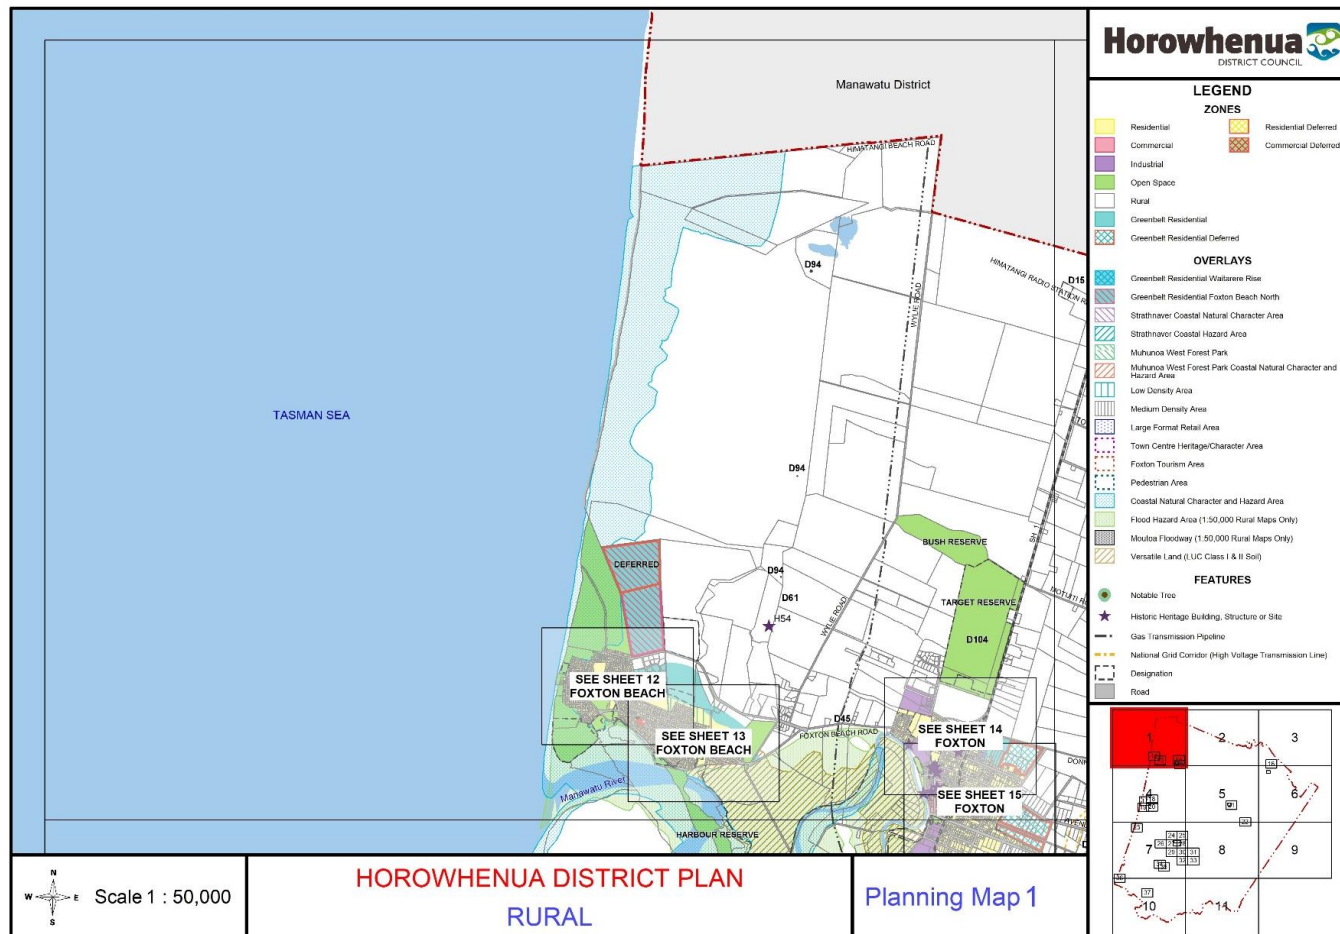 Manawatu District
HIMATANGI BEACH ROAD
D94
HIMATANGI RADIO STATION
D15
WYLIE ROAD
TASMAN SEA
D94
SH 1
BUSH RESERVE
DEFERRED
D94
D61
H54
WYLIE ROAD
TARGET RESERVE
D104
MOTUITI
SEE SHEET 12
FOXTON BEACH
SEE SHEET 13
FOXTON BEACH
D45
FOXTON BEACH ROAD
SEE SHEET 14
FOXTON
SEE SHEET 15
FOXTON
Manawatu River
HARBOUR RESERVE
Horowhenua
DISTRICT COUNCIL
LEGEND
ZONES
Residential
Residential Deferred
Commercial
Commercial Deferred
Industrial
Open Space
Rural
Greenbelt Residential
Greenbelt Residential Deferred
OVERLAYS
Greenbelt Residential Waitarere Rise
Greenbelt Residential Foxton Beach North
Strathnaver Coastal Natural Character Area
Strathnaver Coastal Hazard Area
Muhunoa West Forest Park
Muhunoa West Forest Park Coastal Natural Character and
Hazard Area
Low Density Area
Medium Density Area
Large Format Retail Area
Town Centre Heritage/Character Area
Foxton Tourism Area
Pedestrian Area
Coastal Natural Character and Hazard Area
Flood Hazard Area (1:50,000 Rural Maps Only)
Moutoa Floodway (1:50,000 Rural Maps Only)
Versatile Land (LUC Class I & II Soil)
FEATURES
Notable Tree
Historic Heritage Building, Structure or Site
Gas Transmission Pipeline
National Grid Corridor (High Voltage Transmission Line)
Designation
Road
1 2 3
4 5 6
7 8 9
10 11
N
W E
S
Scale 1 : 50,000
HOROWHENUA DISTRICT PLAN
RURAL
Planning Map 1